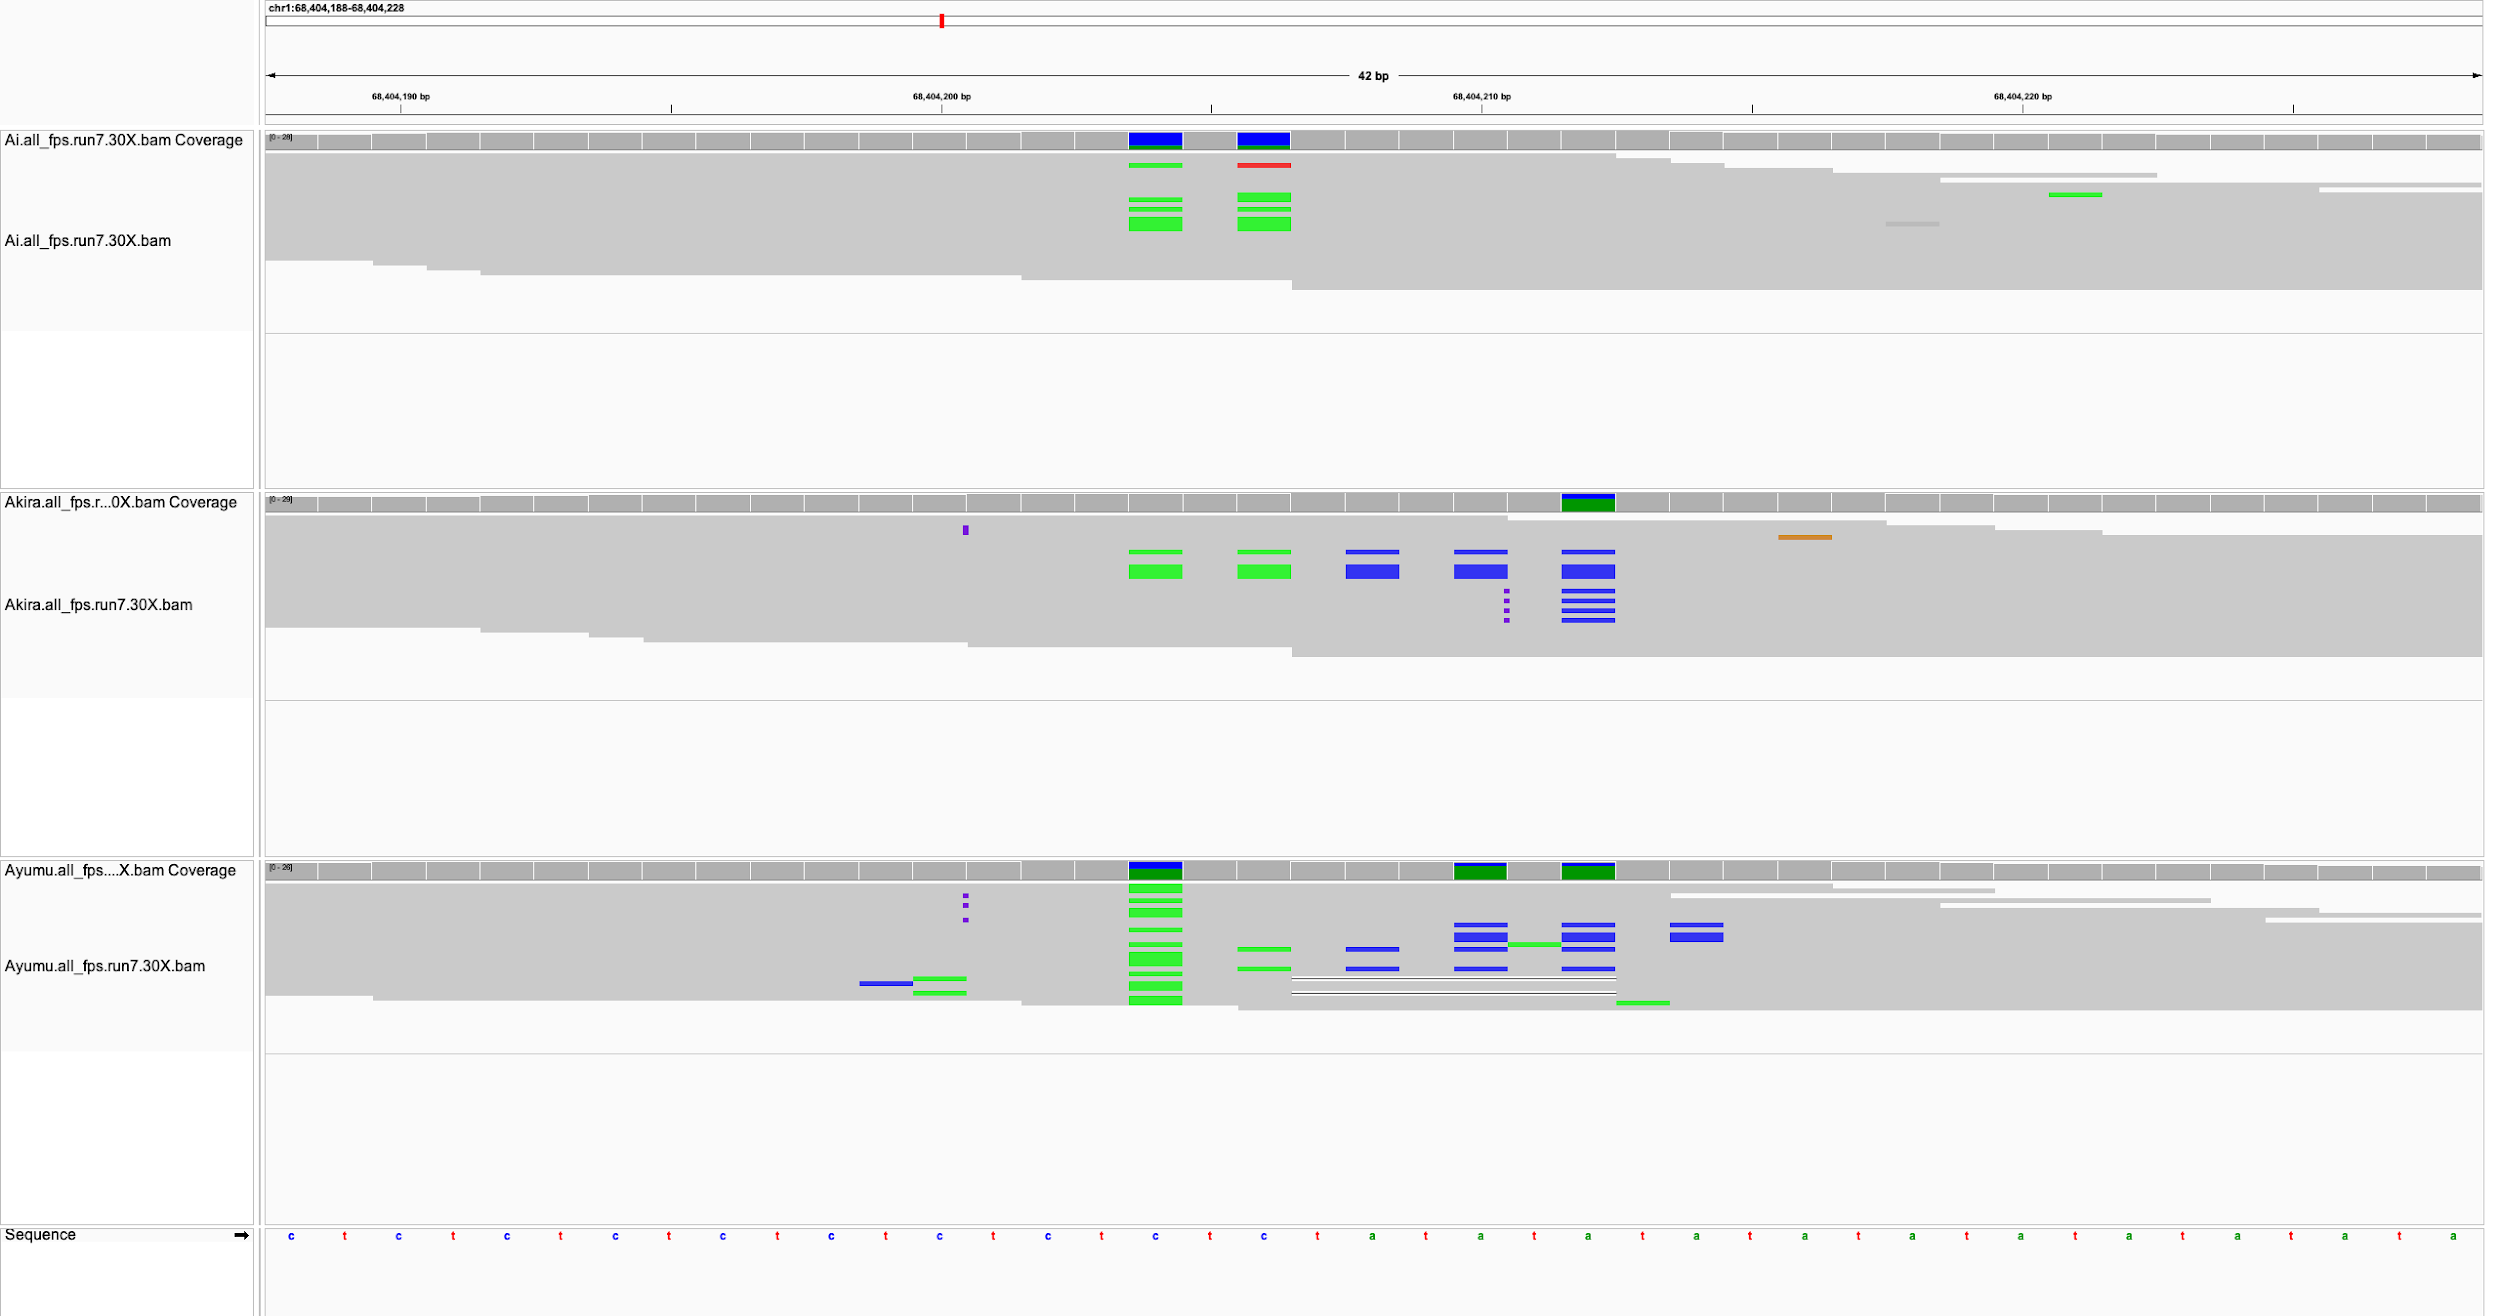 chr1:68,404,188-68,404,228
42 bp
68,404,190 bp 68,404,200 bp 68,404,210 bp 68,404,220 bp
Ai.all_fps.run7.30X.bam Coverage
[0 - 28]
Ai.all_fps.run7.30X.bam
Akira.all_fps.r...0X.bam Coverage
[0 - 29]
Akira.all_fps.run7.30X.bam
Ayumu.all_fps....X.bam Coverage
[0 - 26]
Ayumu.all_fps.run7.30X.bam
Sequence c t c t c t c t c t c t c t c t c t c t a t a t a t a t a t a t a t a t a t a